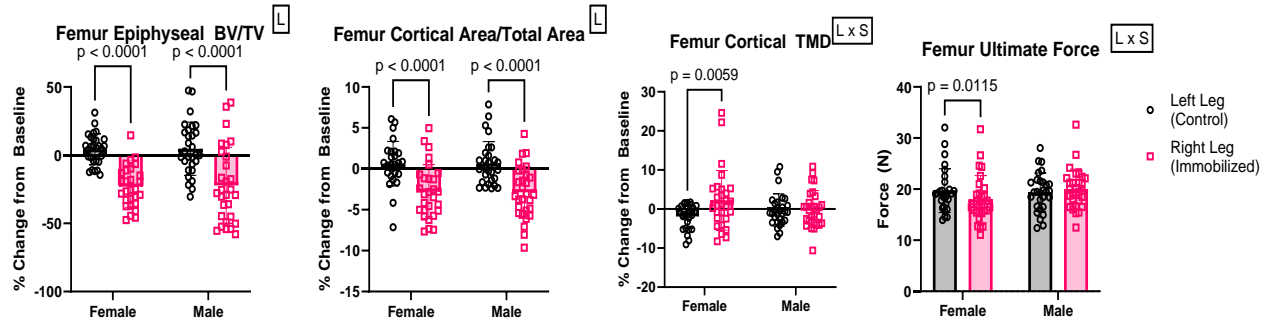 Femur Epiphyseal BV/TV
L
p < 0.0001
p < 0.0001
% Change from Baseline
50
0
-50
-100
Female
Male
Femur Cortical Area/Total Area
L
p < 0.0001
p < 0.0001
% Change from Baseline
10
5
0
-5
-10
-15
Female
Male
Femur Cortical TMD
L x S
p = 0.0059
% Change from Baseline
30
20
10
0
-10
-20
Female
Male
Femur Ultimate Force
L x S
p = 0.0115
Force (N)
40
30
20
10
0
Female
Male
Left Leg
(Control)
Right Leg
(Immobilized)